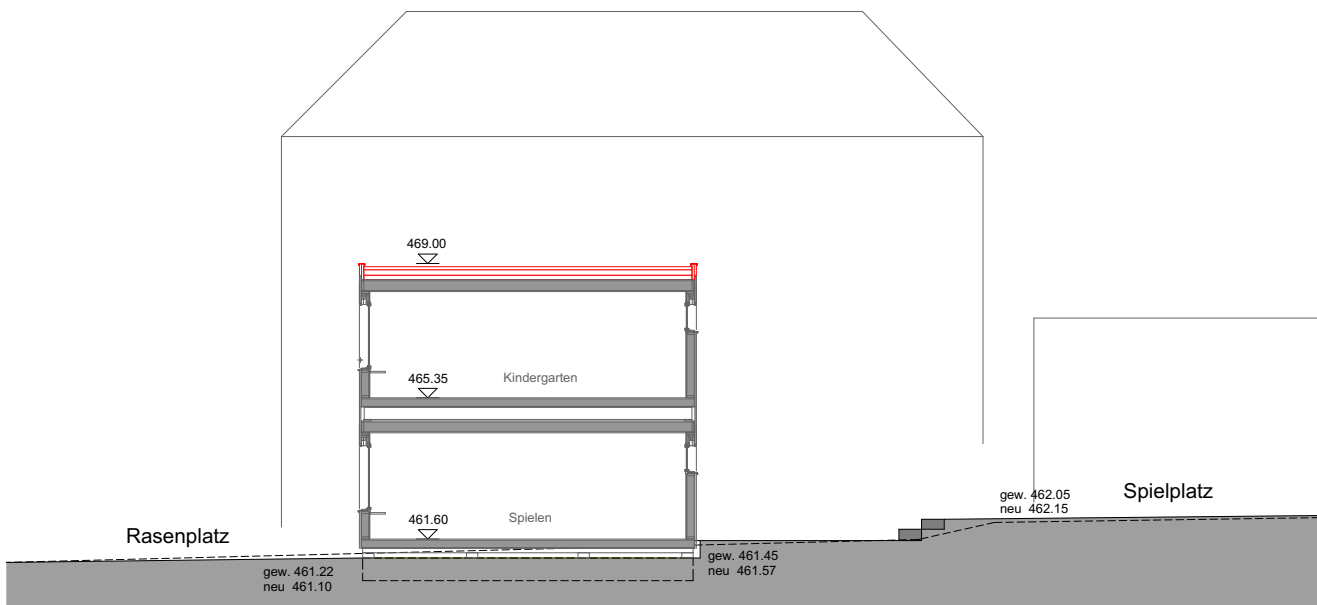 469.00
465.35
Kindergarten
gew. 462.05
neu 462.15
Spielplatz
461.60
Spielen
Rasenplatz
gew. 461.45
neu 461.57
gew. 461.22
neu 461.10